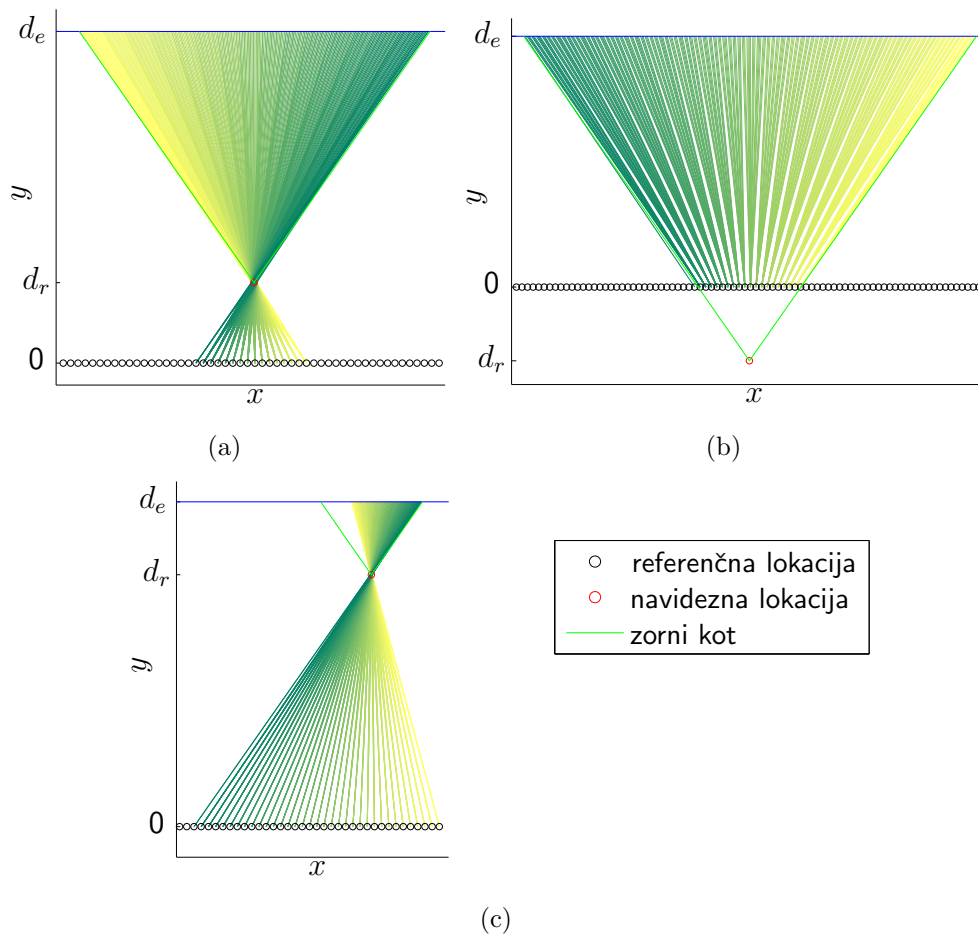 d_e
y
d_r
0
x
(a)
d_e
y
0
d_r
x
(b)
d_e
d_r
y
0
x
(c)
referenčna lokacija
navidezna lokacija
zorni kot